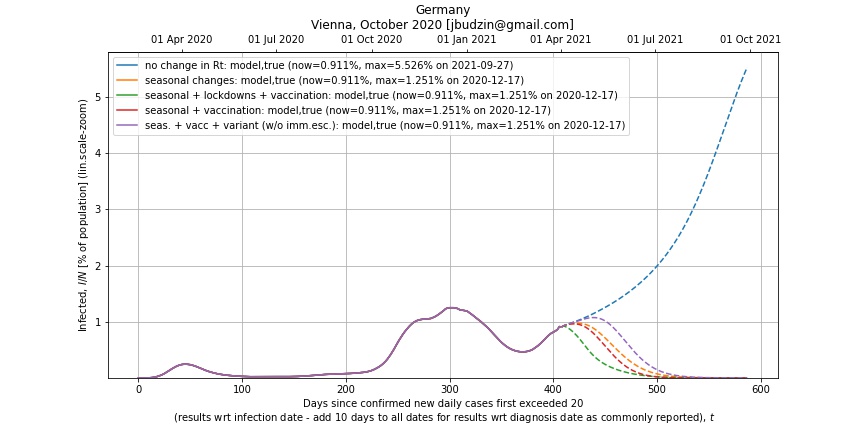 Germany
Vienna, October 2020 [jbudzin@gmail.com]
01 Apr 2020 01 Jul 2020 01 Oct 2020 01 Jan 2021 01 Apr 2021 01 Jul 2021 01 Oct 2021
no change in Rt: model,true (now=0.911%, max=5.526% on 2021-09-27)
seasonal changes: model,true (now=0.911%, max=1.251% on 2020-12-17)
seasonal + lockdowns + vaccination: model,true (now=0.911%, max=1.251% on 2020-12-17)
seasonal + vaccination: model,true (now=0.911%, max=1.251% on 2020-12-17)
seas. + vacc + variant (w/o imm.esc.): model,true (now=0.911%, max=1.251% on 2020-12-17)
Infected, I/N [% of population] (lin.scale-zoom)
5
4
3
2
1
0 100 200 300 400 500 600
Days since confirmed new daily cases first exceeded 20
(results wrt infection date - add 10 days to all dates for results wrt diagnosis date as commonly reported), t